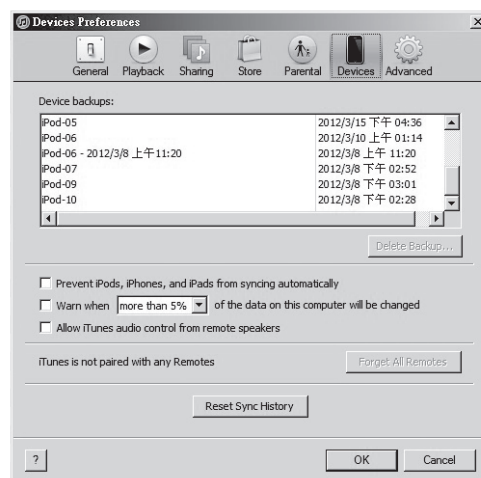 Devices Preferences
General Playback Sharing Store Parental Devices Advanced
Device backups:
iPod-05 2012/3/15 下午 04:36
iPod-06 2012/3/10 上午 01:14
iPod-06 - 2012/3/8 上午11:20 2012/3/8 上午 11:20
iPod-07 2012/3/8 下午 02:52
iPod-09 2012/3/8 下午 03:01
iPod-10 2012/3/8 下午 02:28
Delete Backup...
Prevent iPods, iPhones, and iPads from syncing automatically
Warn when more than 5% of the data on this computer will be changed
Allow iTunes audio control from remote speakers
iTunes is not paired with any Remotes Forget All Remotes
Reset Sync History
? OK Cancel